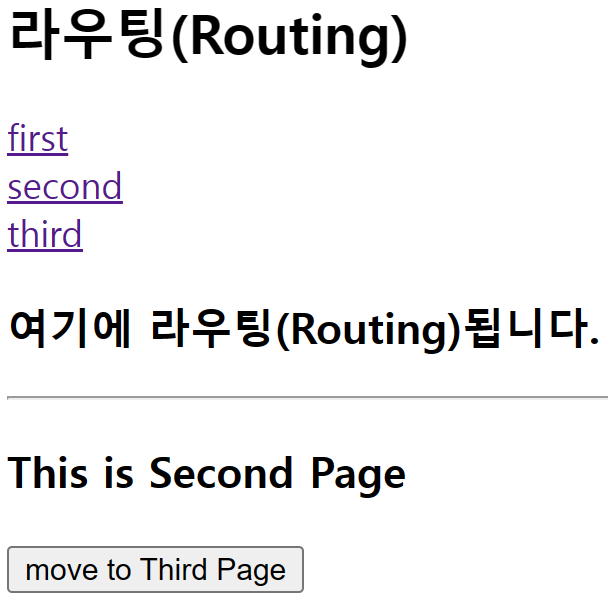 라우팅(Routing)
first
second
third
여기에 라우팅(Routing)됩니다.
This is Second Page
move to Third Page